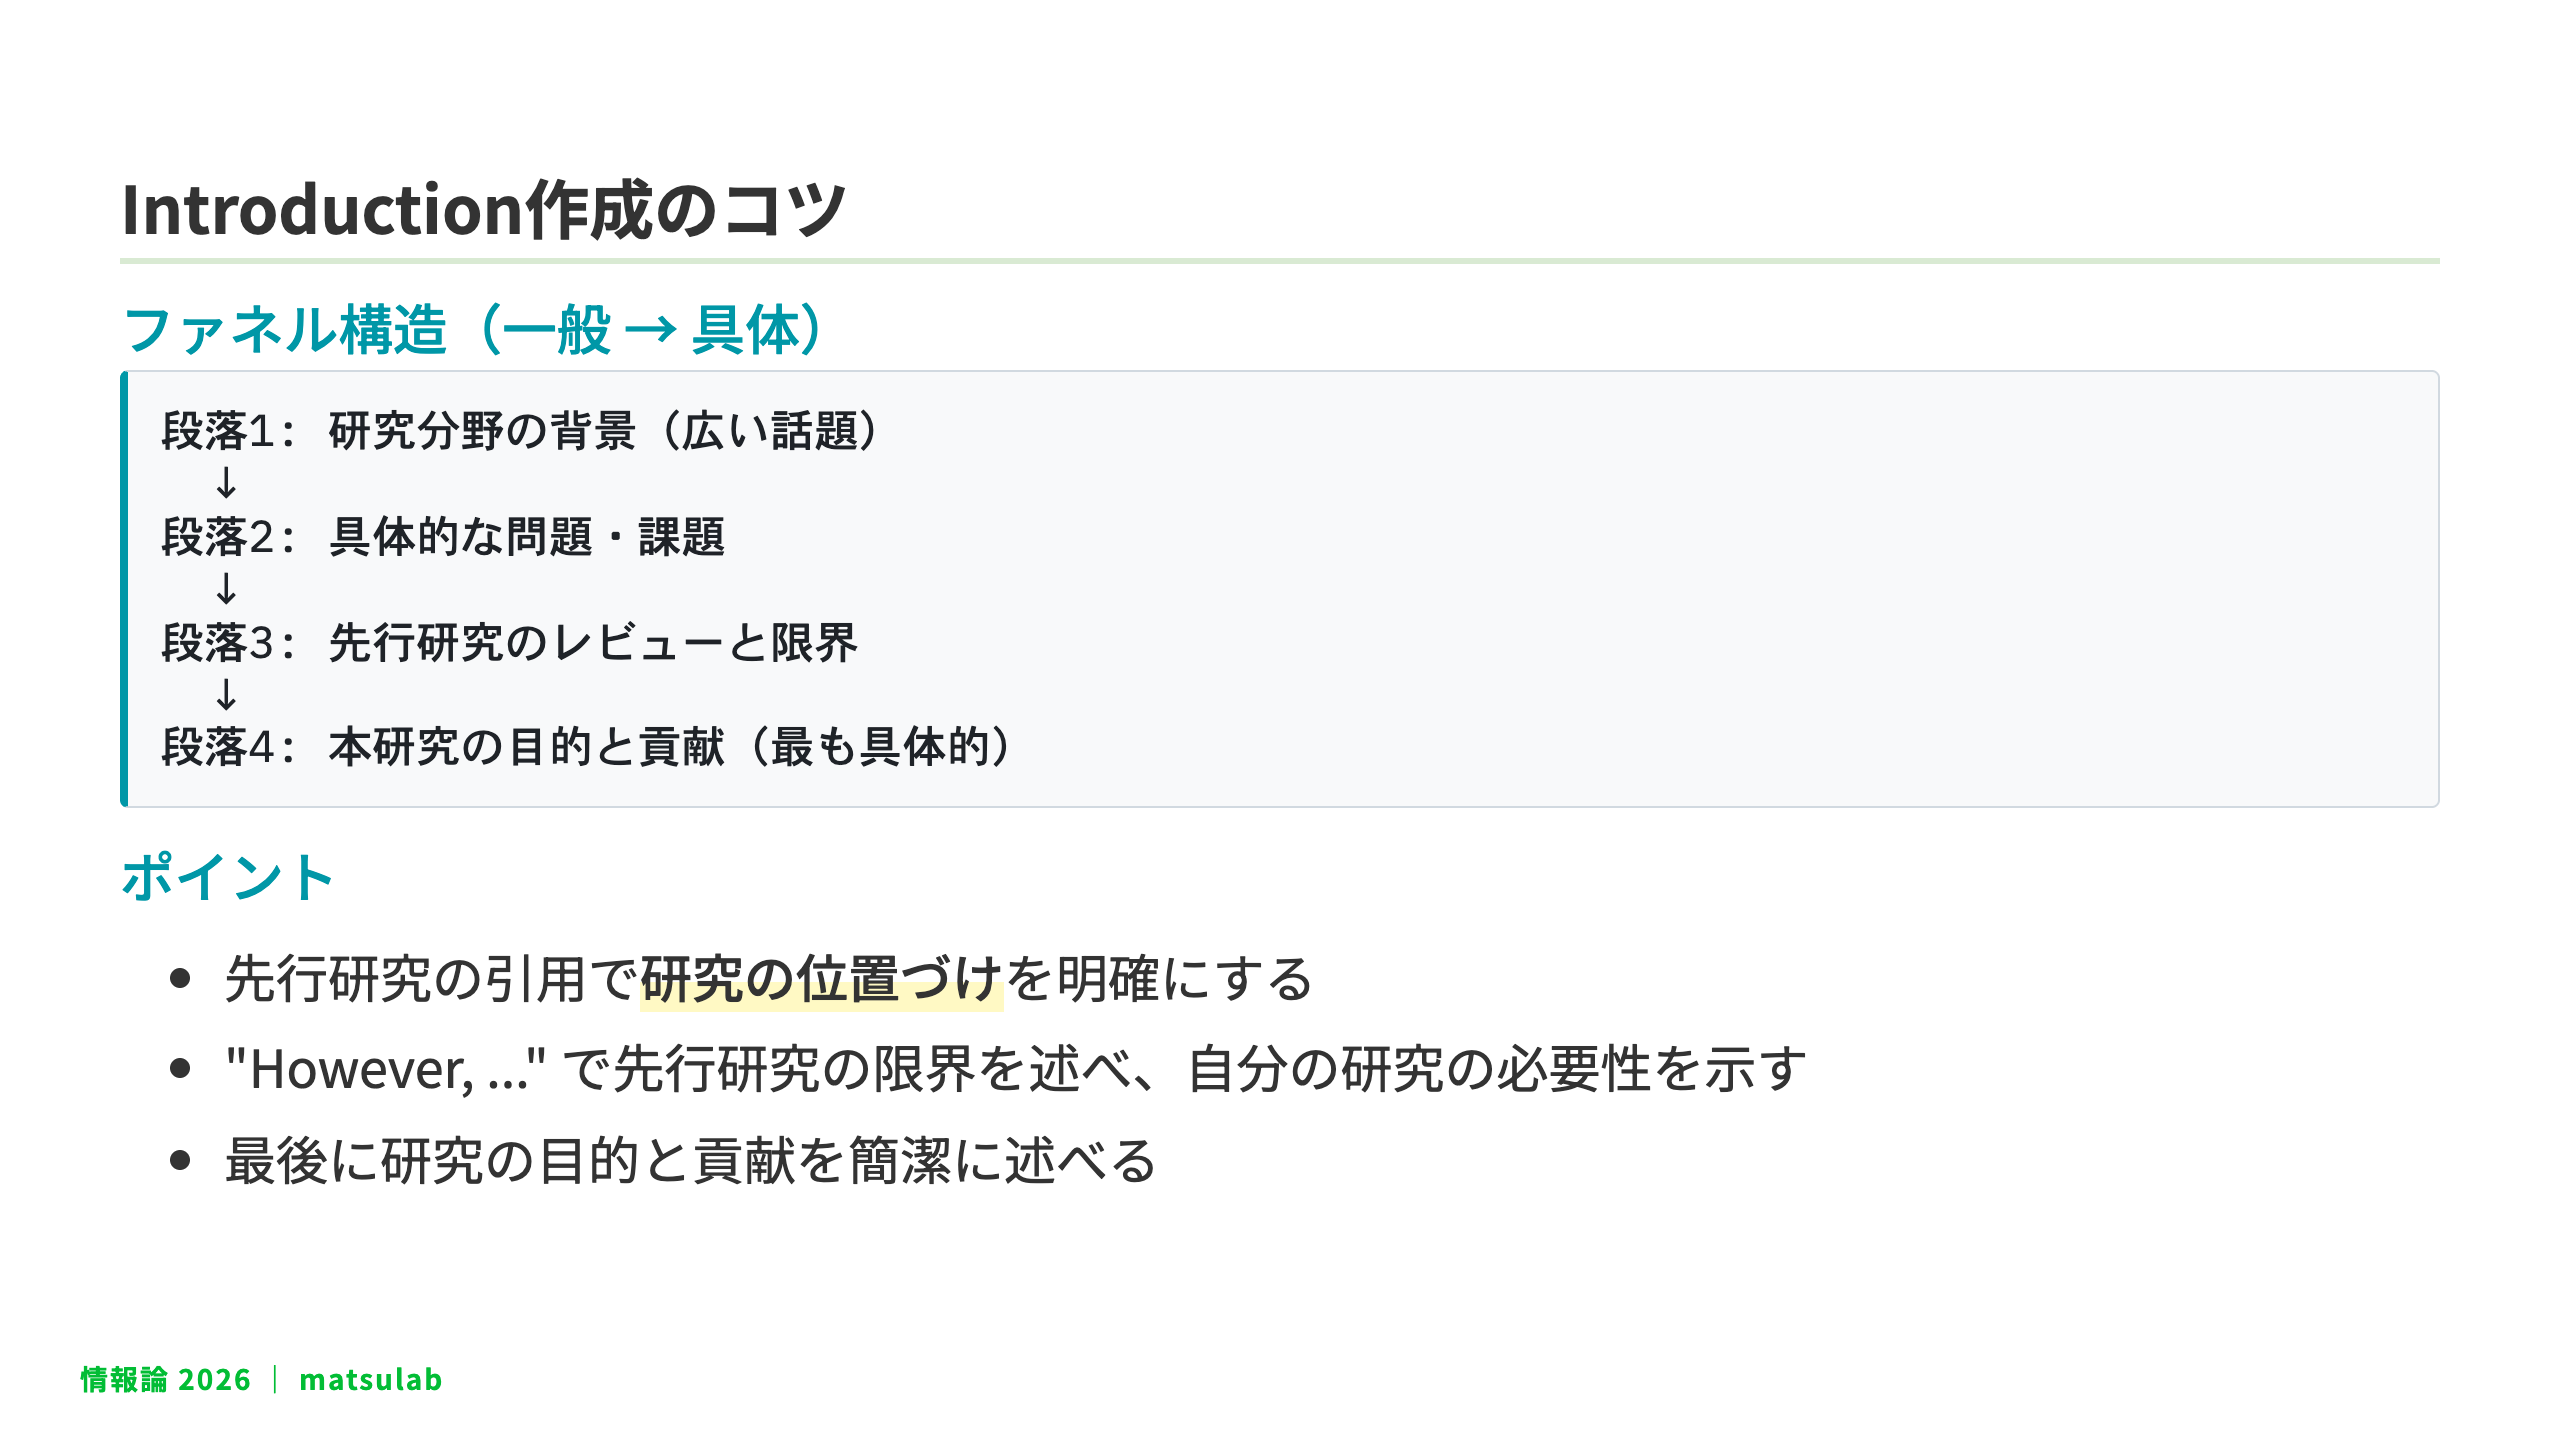 Introduction作成のコツ
ファネル構造（一般 → 具体）
段落1: 研究分野の背景（広い話題）
↓
段落2: 具体的な問題・課題
↓
段落3: 先行研究のレビューと限界
↓
段落4: 本研究の目的と貢献（最も具体的）
ポイント
• 先行研究の引用で研究の位置づけを明確にする
• "However, ..." で先行研究の限界を述べ、自分の研究の必要性を示す
• 最後に研究の目的と貢献を簡潔に述べる
情報論 2026 ｜ matsulab